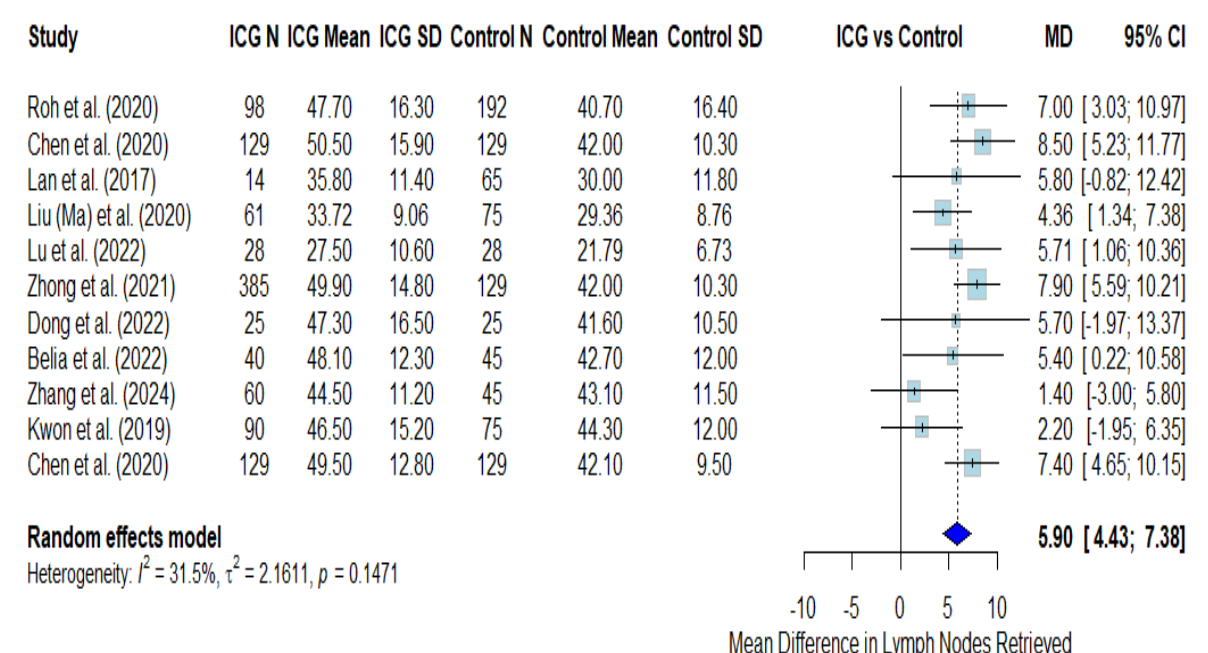 Study ICG N ICG Mean ICG SD Control N Control Mean Control SD ICG vs Control MD 95% CI
Roh et al. (2020) 98 47.70 16.30 192 40.70 16.40 7.00 [ 3.03; 10.97]
Chen et al. (2020) 129 50.50 15.90 129 42.00 10.30 8.50 [ 5.23; 11.77]
Lan et al. (2017) 14 35.80 11.40 65 30.00 11.80 5.80 [-0.82; 12.42]
Liu (Ma) et al. (2020) 61 33.72 9.06 75 29.36 8.76 4.36 [ 1.34; 7.38]
Lu et al. (2022) 28 27.50 10.60 28 21.79 6.73 5.71 [ 1.06; 10.36]
Zhong et al. (2021) 385 49.90 14.80 129 42.00 10.30 7.90 [ 5.59; 10.21]
Dong et al. (2022) 25 47.30 16.50 25 41.60 10.50 5.70 [-1.97; 13.37]
Belia et al. (2022) 40 48.10 12.30 45 42.70 12.00 5.40 [ 0.22; 10.58]
Zhang et al. (2024) 60 44.50 11.20 45 43.10 11.50 1.40 [-3.00; 5.80]
Kwon et al. (2019) 90 46.50 15.20 75 44.30 12.00 2.20 [-1.95; 6.35]
Chen et al. (2020) 129 49.50 12.80 129 42.10 9.50 7.40 [ 4.65; 10.15]
Random effects model 5.90 [ 4.43; 7.38]
Heterogeneity: I² = 31.5%, τ² = 2.1611, p = 0.1471
-10 -5 0 5 10
Mean Difference in Lymph Nodes Retrieved